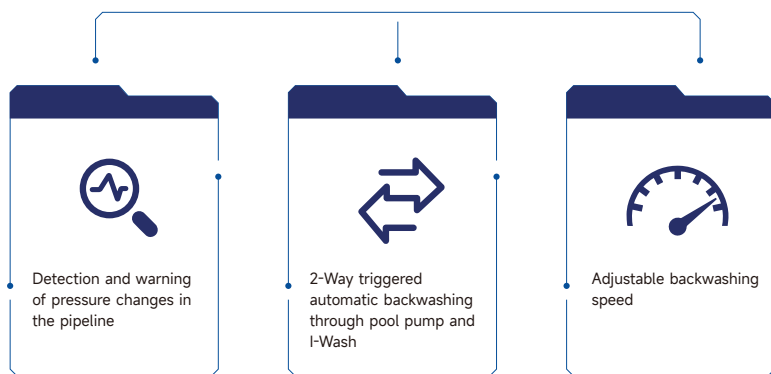 Detection and warning
of pressure changes in
the pipeline
2-Way triggered
automatic backwashing
through pool pump and
I-Wash
Adjustable backwashing
speed